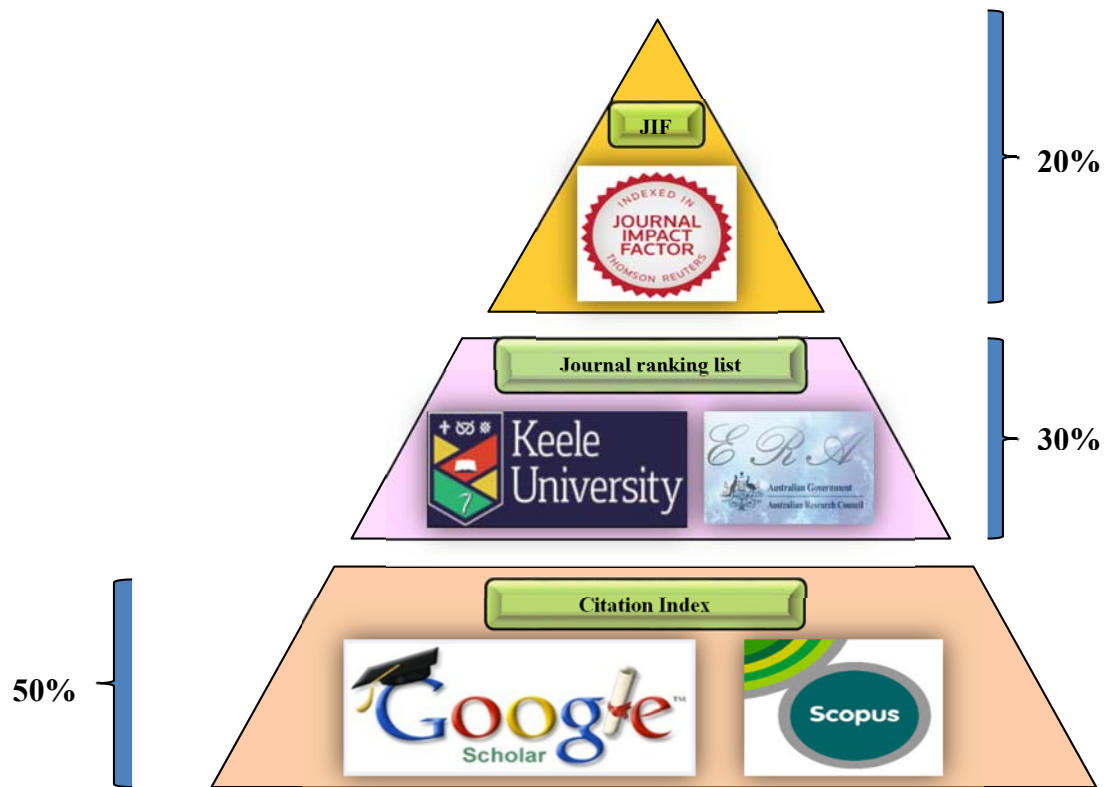 JIF
INDEXED IN
JOURNAL
IMPACT
FACTOR
THOMSON REUTERS
20%
Journal ranking list
Keele
University
ERA
Australian Government
Australian Research Council
30%
Citation Index
Google™
Scholar
Scopus
50%